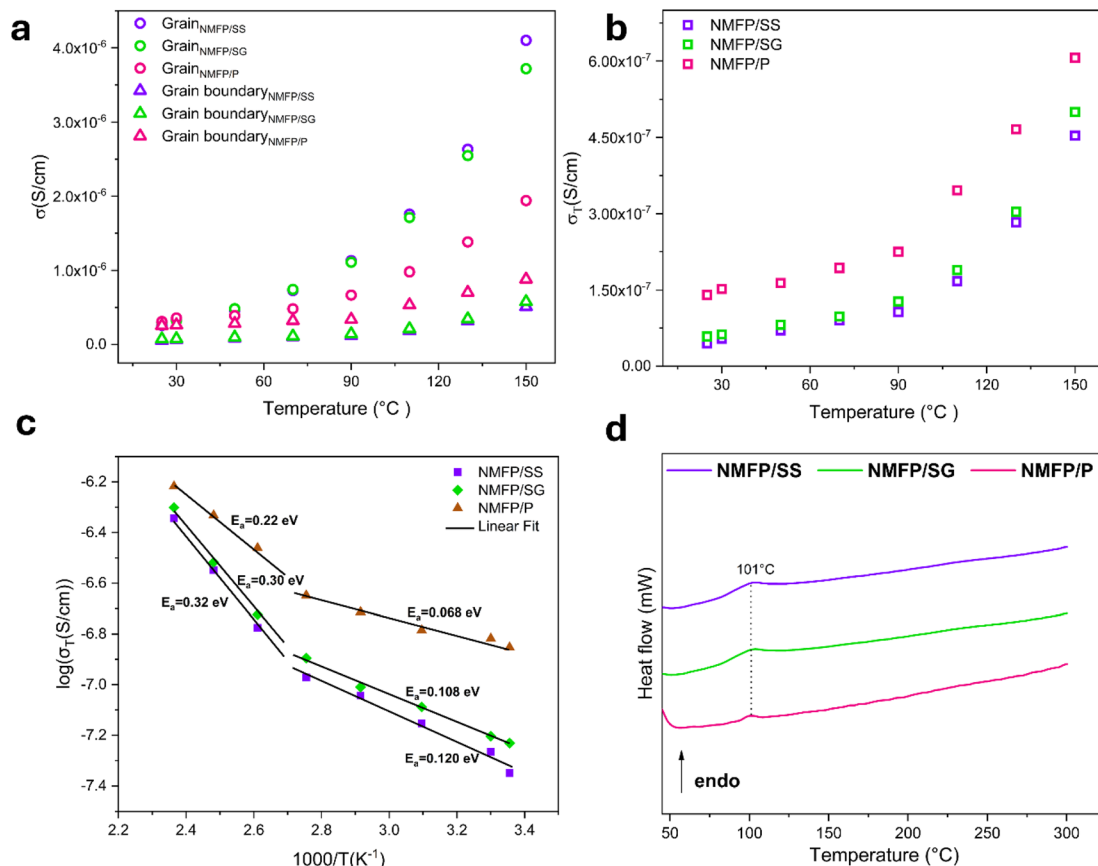 a
Grain_NMFP/SS
Grain_NMFP/SG
Grain_NMFP/P
Grain boundary_NMFP/SS
Grain boundary_NMFP/SG
Grain boundary_NMFP/P
4.0x10⁻⁶
3.0x10⁻⁶
2.0x10⁻⁶
1.0x10⁻⁶
0.0
σ(S/cm)
30 60 90 120 150
Temperature (°C)
b
NMFP/SS
NMFP/SG
NMFP/P
6.00x10⁻⁷
4.50x10⁻⁷
3.00x10⁻⁷
1.50x10⁻⁷
0.00
σ_T(S/cm)
30 60 90 120 150
Temperature (°C)
c
NMFP/SS
NMFP/SG
NMFP/P
Linear Fit
-6.2
-6.4
-6.6
-6.8
-7.0
-7.2
-7.4
log(σ_T(S/cm))
E_a=0.22 eV
E_a=0.30 eV
E_a=0.32 eV
E_a=0.068 eV
E_a=0.108 eV
E_a=0.120 eV
2.2 2.4 2.6 2.8 3.0 3.2 3.4
1000/T(K⁻¹)
d
NMFP/SS NMFP/SG NMFP/P
101°C
Heat flow (mW)
endo
50 100 150 200 250 300
Temperature (°C)